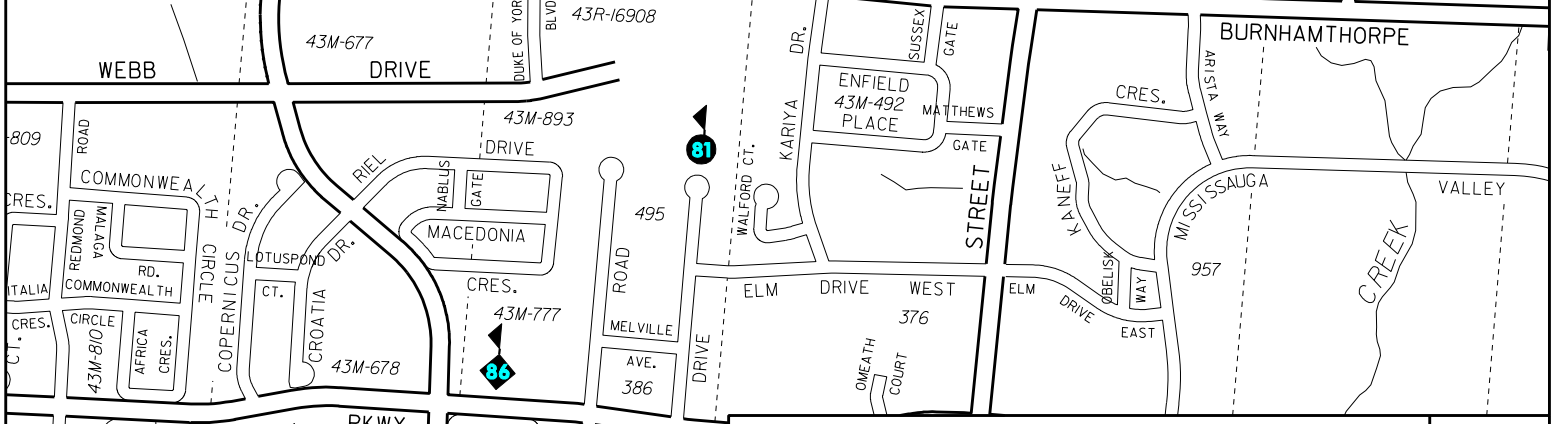 43R-16908
DUKE OF YOR
BLVD
SUSSEX
GATE
DR.
BURNHAMTHORPE
43M-677
WEBB DRIVE
ENFIELD
43M-492
PLACE
MATTHEWS
GATE
KARIYA
ARISTA WAY
CRES.
43M-893
-809
ROAD
DRIVE
RIEL
NABLUS
GATE
81
WALFORD CT.
STREET
KANEFF
MISSISSAUGA
VALLEY
COMMONWEALTH
CIRCLE
CRES.
REDMOND
MALAGA
RD.
COMMONWEALTH
COPERNICUS
DR.
LOTUSPOND
CT.
DR.
CROATIA
MACEDONIA
CRES.
495
ROAD
957
CREEK
OBELISK
WAY
ELM DRIVE WEST
ELM
DRIVE
EAST
376
ITALIA
CRES.
CT.
CIRCLE
43M-810
AFRICA
CRES.
43M-777
86
43M-678
MELVILLE
AVE.
386
DRIVE
OMEATH
COURT
PKWY